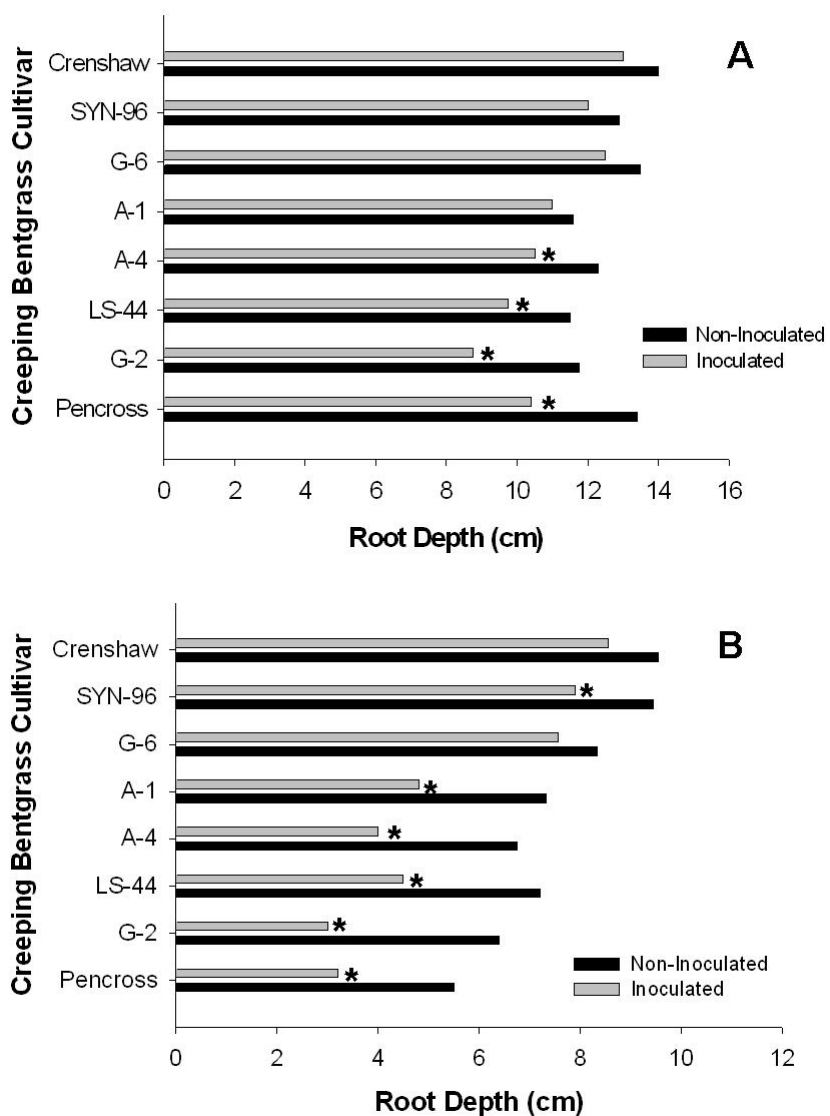 A
Creeping Bentgrass Cultivar
Crenshaw
SYN-96
G-6
A-1
A-4 *
LS-44 *
G-2 *
Pencross *
Non-Inoculated
Inoculated
0 2 4 6 8 10 12 14 16
Root Depth (cm)
B
Creeping Bentgrass Cultivar
Crenshaw
SYN-96 *
G-6
A-1 *
A-4 *
LS-44 *
G-2 *
Pencross *
Non-Inoculated
Inoculated
0 2 4 6 8 10 12
Root Depth (cm)